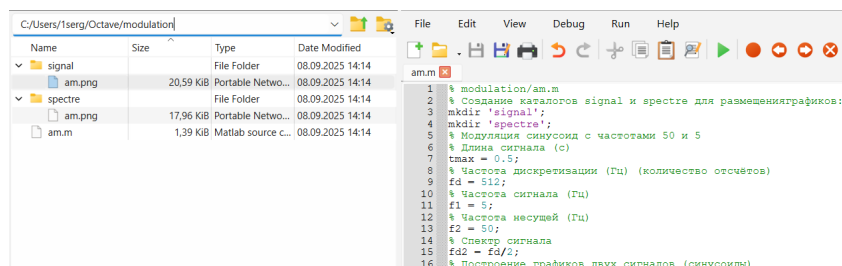 C:/Users/1serg/Octave/modulation
Name Size Type Date Modified
signal File Folder 08.09.2025 14:14
am.png 20,59 KiB Portable Netwo... 08.09.2025 14:14
spectre File Folder 08.09.2025 14:14
am.png 17,96 KiB Portable Netwo... 08.09.2025 14:14
am.m 1,39 KiB Matlab source c... 08.09.2025 14:14
File Edit View Debug Run Help
am.m
1 % modulation/am.m
2 % Создание каталогов signal и spectre для размещенияграфиков:
3 mkdir 'signal';
4 mkdir 'spectre';
5 % Модуляция синусоид с частотами 50 и 5
6 % Длина сигнала (с)
7 tmax = 0.5;
8 % Частота дискретизации (Гц) (количество отсчётов)
9 fd = 512;
10 % Частота сигнала (Гц)
11 f1 = 5;
12 % Частота несущей (Гц)
13 f2 = 50;
14 % Спектр сигнала
15 fd2 = fd/2;
16 % Построение графиков двух сигналов (синусоиды)